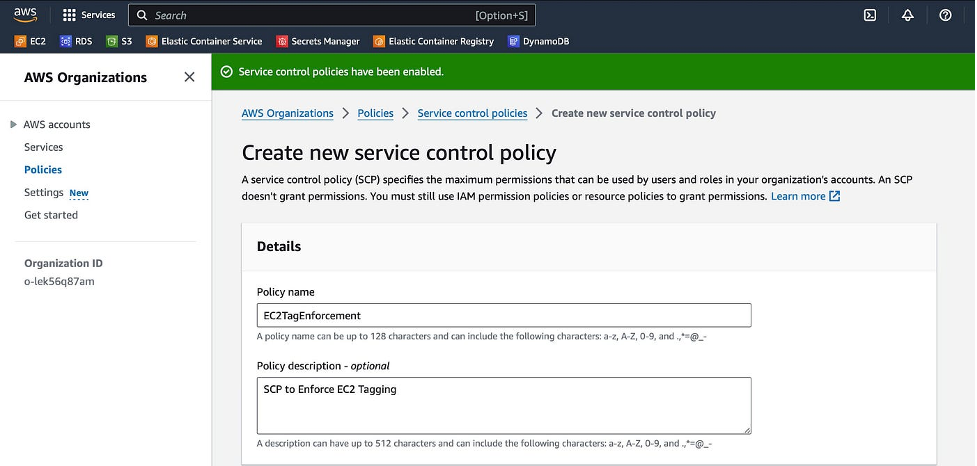 aws
Services
Search
[Option+S]
EC2 RDS S3 Elastic Container Service Secrets Manager Elastic Container Registry DynamoDB
AWS Organizations
AWS accounts
Services
Policies
Settings New
Get started
Organization ID
o-lek56q87am
Service control policies have been enabled.
AWS Organizations > Policies > Service control policies > Create new service control policy
Create new service control policy
A service control policy (SCP) specifies the maximum permissions that can be used by users and roles in your organization's accounts. An SCP
doesn't grant permissions. You must still use IAM permission policies or resource policies to grant permissions. Learn more
Details
Policy name
EC2TagEnforcement
A policy name can be up to 128 characters and can include the following characters: a-z, A-Z, 0-9, and .,*=@_-
Policy description - optional
SCP to Enforce EC2 Tagging
A description can have up to 512 characters and can include the following characters: a-z, A-Z, 0-9, and .,*=@_-